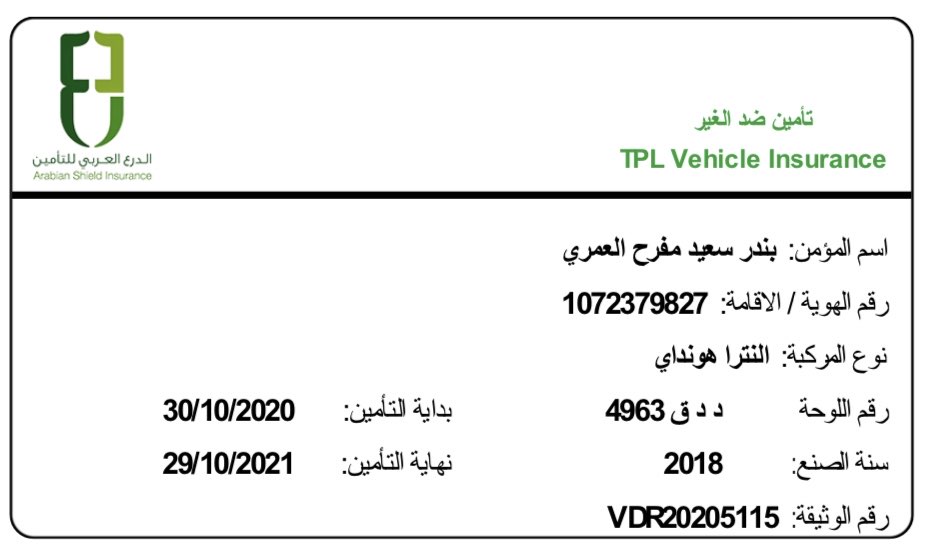 الدرع العربي للتأمين
Arabian Shield Insurance
تأمين ضد الغير
TPL Vehicle Insurance
اسم المؤمن: بندر سعيد مفرح العمري
رقم الهوية / الاقامة: 1072379827
نوع المركبة: النترا هونداي
رقم اللوحة د د ق 4963 بداية التأمين: 30/10/2020
سنة الصنع: 2018 نهاية التأمين: 29/10/2021
رقم الوثيقة: VDR20205115